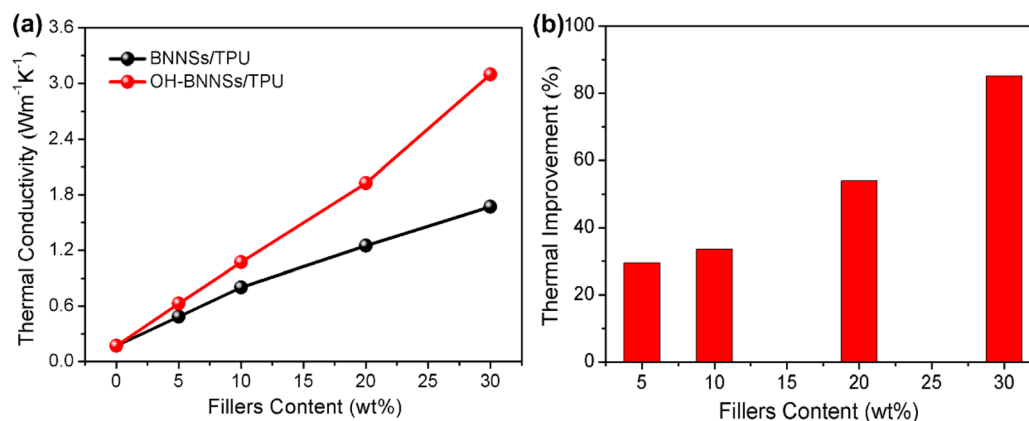 (a)
3.6
3.0
2.4
1.8
1.2
0.6
0.0
Thermal Conductivity (Wm⁻¹K⁻¹)
BNNSs/TPU
OH-BNNSs/TPU
0 5 10 15 20 25 30
Fillers Content (wt%)
(b)
100
80
60
40
20
0
Thermal Improvement (%)
5 10 15 20 25 30
Fillers Content (wt%)